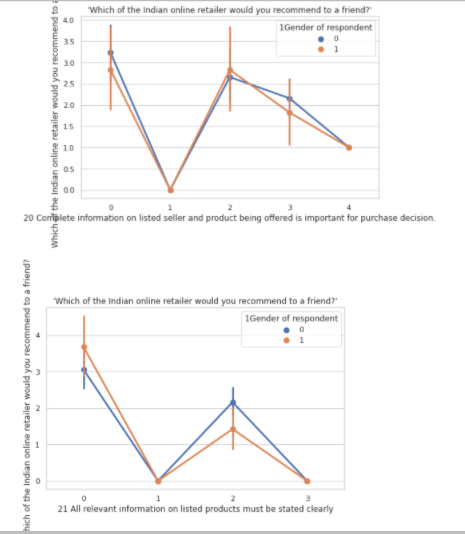 'Which of the Indian online retailer would you recommend to a friend?'
Which of the Indian online retailer would you recommend to a
4.0
3.5
3.0
2.5
2.0
1.5
1.0
0.5
0.0
1Gender of respondent
0
1
0 1 2 3 4
20 Complete information on listed seller and product being offered is important for purchase decision.
'Which of the Indian online retailer would you recommend to a friend?'
hich of the Indian online retailer would you recommend to a friend?
4
3
2
1
0
1Gender of respondent
0
1
0 1 2 3
21 All relevant information on listed products must be stated clearly